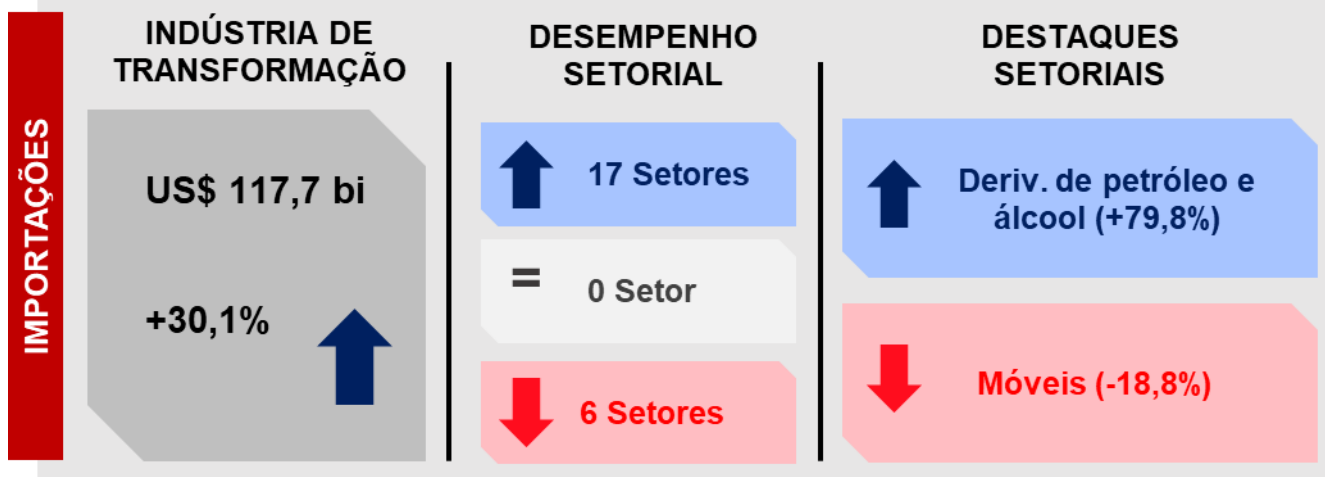 IMPORTAÇÕES
INDÚSTRIA DE
TRANSFORMAÇÃO
US$ 117,7 bi
+30,1%
DESEMPENHO
SETORIAL
17 Setores
=
0 Setor
6 Setores
DESTAQUES
SETORIAIS
Deriv. de petróleo e
álcool (+79,8%)
Móveis (-18,8%)